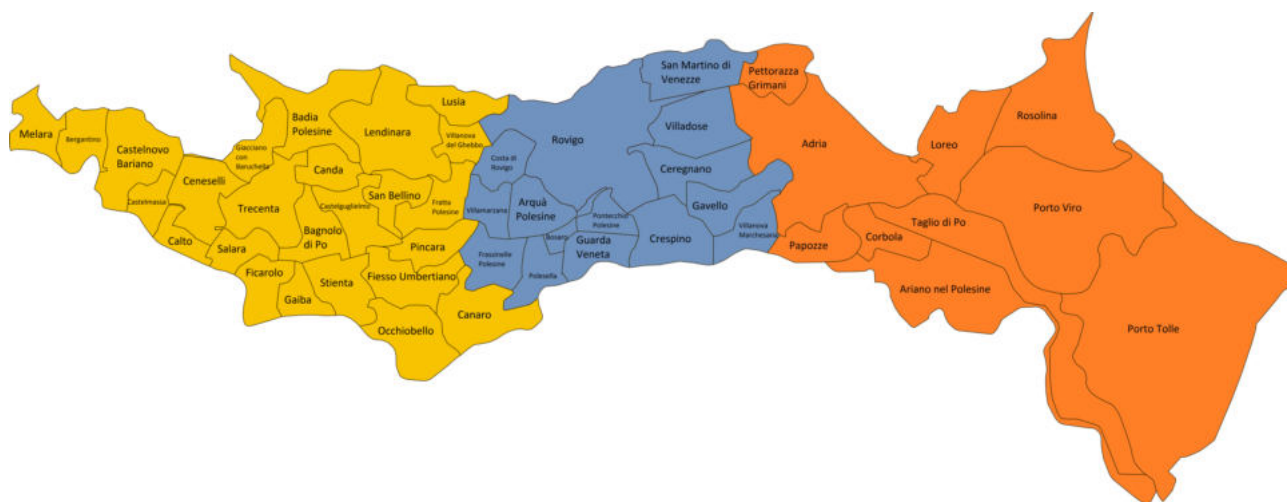 Melara
Bergantino
Castelnovo
Bariano
Castelmassa
Ceneselli
Calto
Salara
Giacciano
con
Baruchella
Badia
Polesine
Trecenta
Canda
Lendinara
Lusia
Villanova
del Ghebbo
San Bellino
Castelguglielmo
Fratta
Polesine
Bagnolo
di Po
Pincara
Ficarolo
Gaiba
Stienta
Fiesso Umbertiano
Occhiobello
Canaro
Rovigo
Costa di
Rovigo
Villamarzana
Arquà
Polesine
Frassinelle
Polesine
Polesella
Bosaro
Pontecchio
Polesine
Guarda
Veneta
Crespino
San Martino di
Venezze
Villadose
Ceregnano
Gavello
Villanova
Marchesana
Pettorazza
Grimani
Adria
Papozze
Corbola
Loreo
Rosolina
Taglio di Po
Porto Viro
Ariano nel Polesine
Porto Tolle